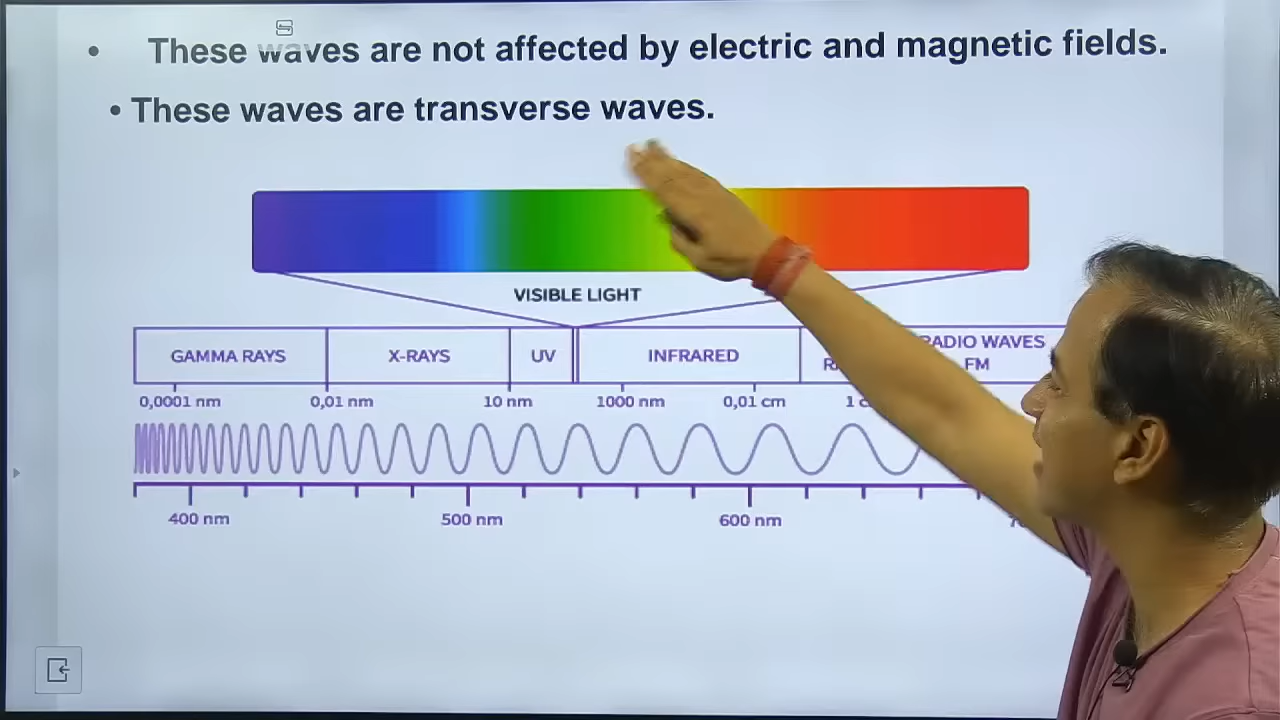 • These waves are not affected by electric and magnetic fields.
• These waves are transverse waves.
VISIBLE LIGHT
GAMMA RAYS X-RAYS UV INFRARED RADIO WAVES
FM
0,0001 nm 0,01 nm 10 nm 1000 nm 0,01 cm
400 nm 500 nm 600 nm